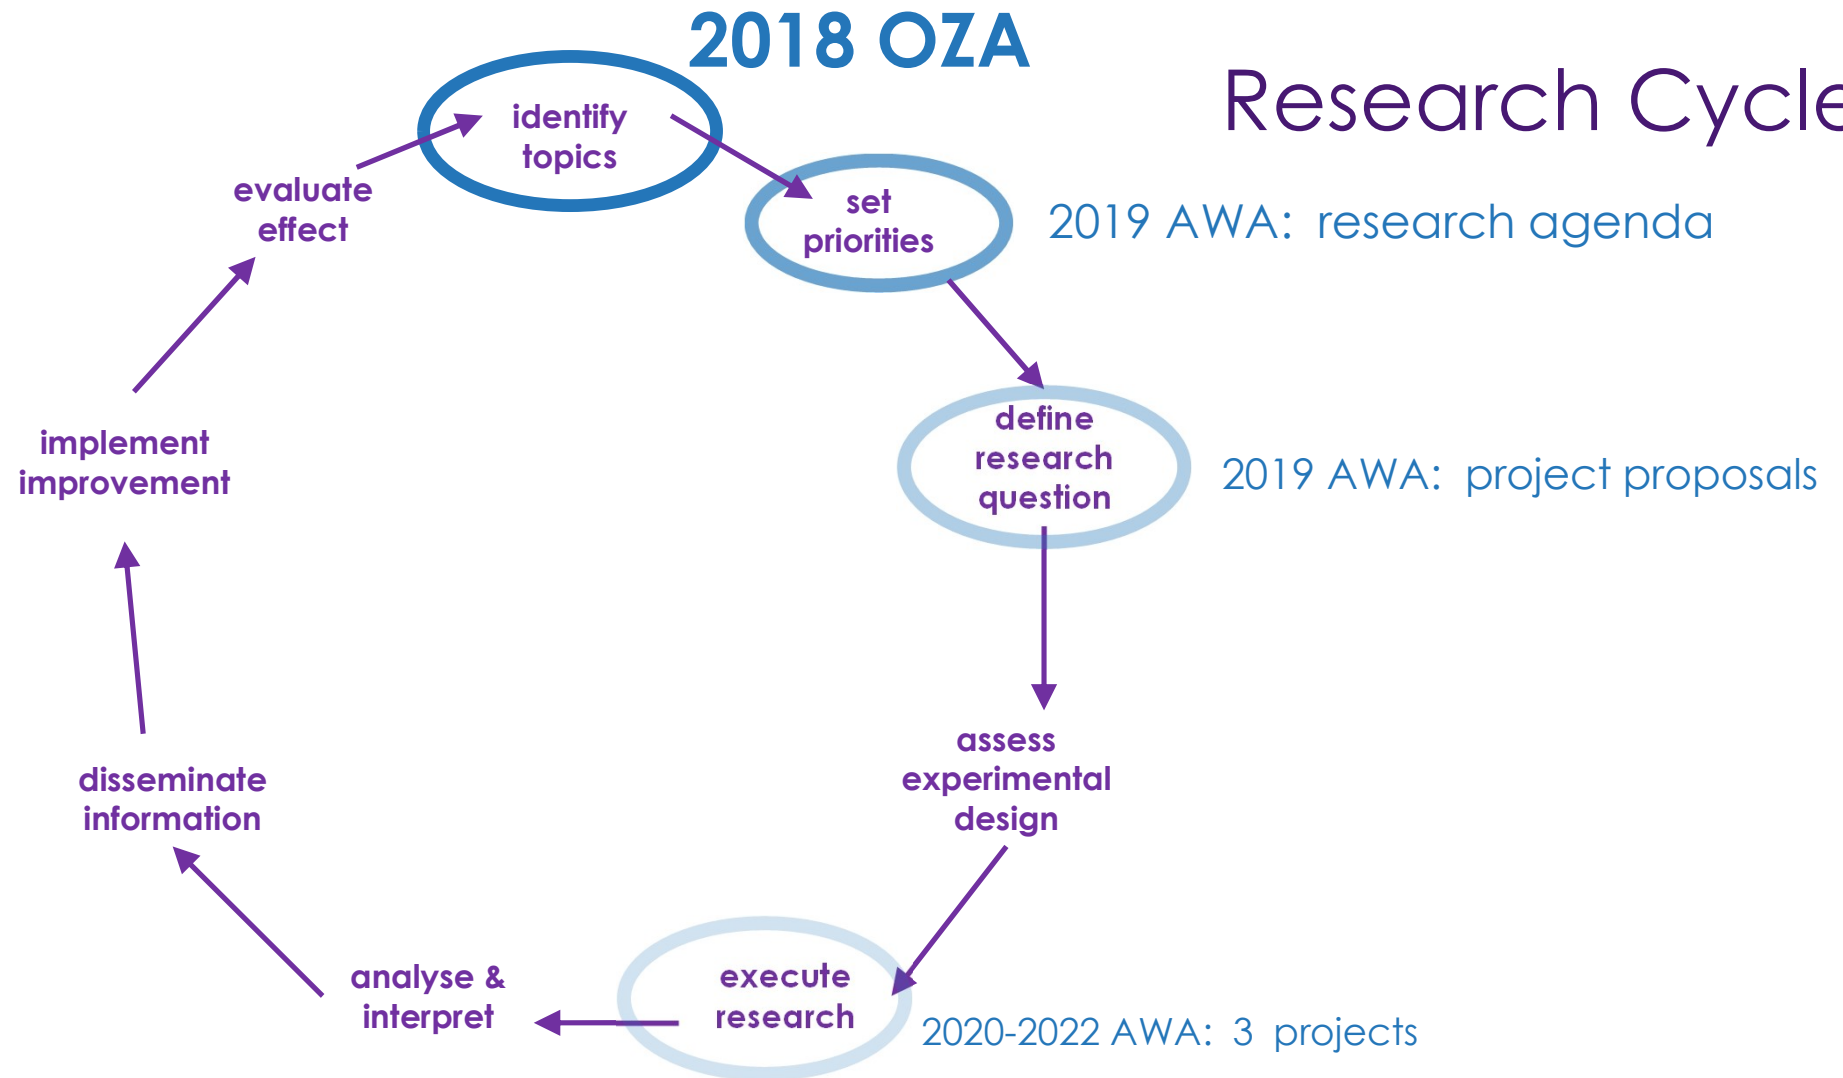 2018 OZA
Research Cycle
identify
topics
set
priorities
2019 AWA: research agenda
define
research
question
2019 AWA: project proposals
assess
experimental
design
execute
research
2020-2022 AWA: 3 projects
analyse &
interpret
disseminate
information
implement
improvement
evaluate
effect